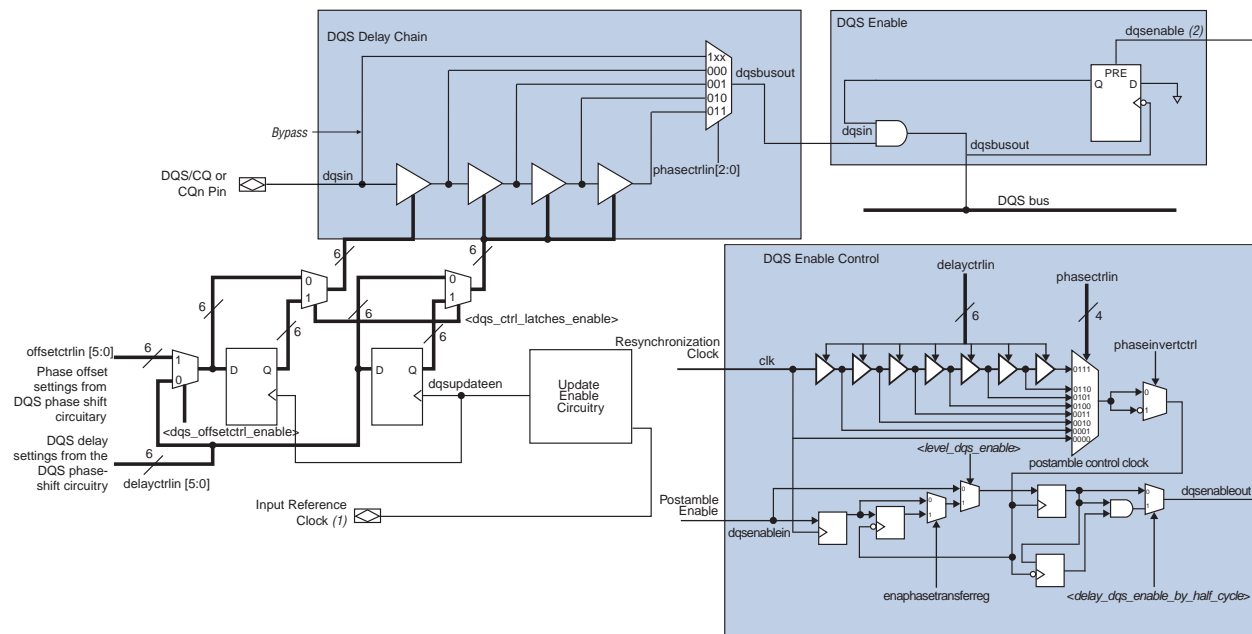 DQS Delay Chain
1xx
000
001
010
011
dqsbusout
Bypass
phasectrlin[2:0]
DQS/CQ or
CQn Pin
dqsin
DQS Enable
dqsenable (2)
PRE
Q
D
dqsin
dqsbusout
DQS bus
6
6
0
1
0
1
6
6
6
6
<dqs_ctrl_latches_enable>
offsetctrlin [5:0]
6
1
0
Phase offset
settings from
DQS phase shift
circuitary
D
Q
D
Q
dqsupdateen
Update
Enable
Circuitry
<dqs_offsetctrl_enable>
DQS delay
settings from the
DQS phase-
shift circuitry
6
delayctrlin [5:0]
Input Reference
Clock (1)
DQS Enable Control
delayctrlin
phasectrlin
6
4
phaseinvertctrl
Resynchronization
Clock
clk
0111
0110
0101
0100
0011
0010
0001
0000
0
1
<level_dqs_enable>
postamble control clock
Postamble
Enable
dqsenablein
0
1
0
1
0
1
dqsenableout
enaphasetransferreg
<delay_dqs_enable_by_half_cycle>